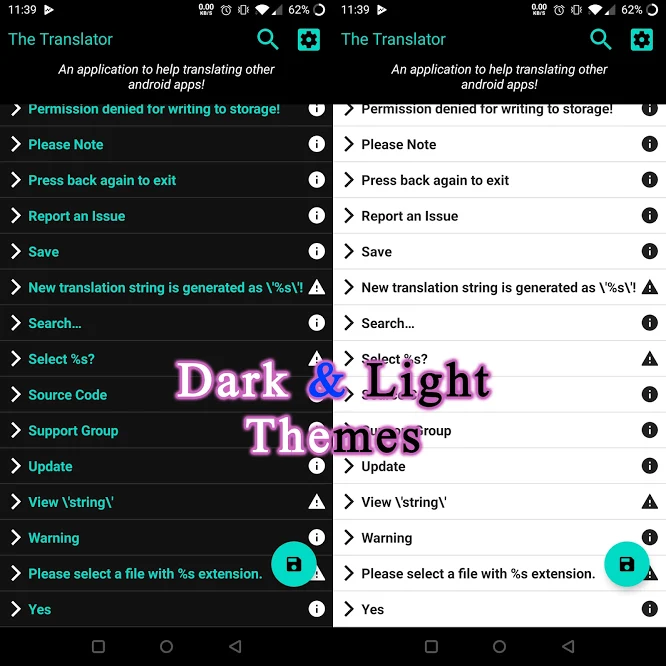 11:39
0.00
KB/S
62%
The Translator
An application to help translating other
android apps!
Permission denied for writing to storage!
Please Note
Press back again to exit
Report an Issue
Save
New translation string is generated as \'%s\'!
Search...
Select %s?
Source Code
Support Group
Update
View \'string\'
Warning
Please select a file with %s extension.
Yes
11:39
0.00
KB/S
62%
The Translator
An application to help translating other
android apps!
Permission denied for writing to storage!
Please Note
Press back again to exit
Report an Issue
Save
New translation string is generated as \'%s\'!
Search...
Select %s?
Support Group
Update
View \'string\'
Warning
Please select a file with %s extension.
Yes
Dark & Light
Themes